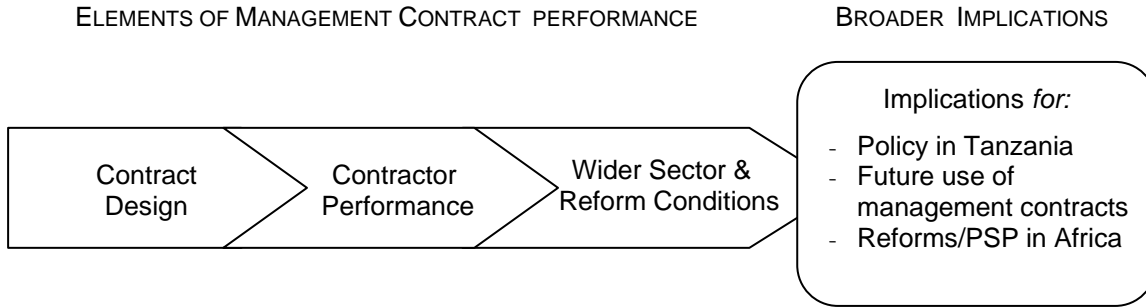 ELEMENTS OF MANAGEMENT CONTRACT PERFORMANCE
BROADER IMPLICATIONS
Contract
Design
Contractor
Performance
Wider Sector &
Reform Conditions
Implications for:
- Policy in Tanzania
- Future use of
management contracts
- Reforms/PSP in Africa